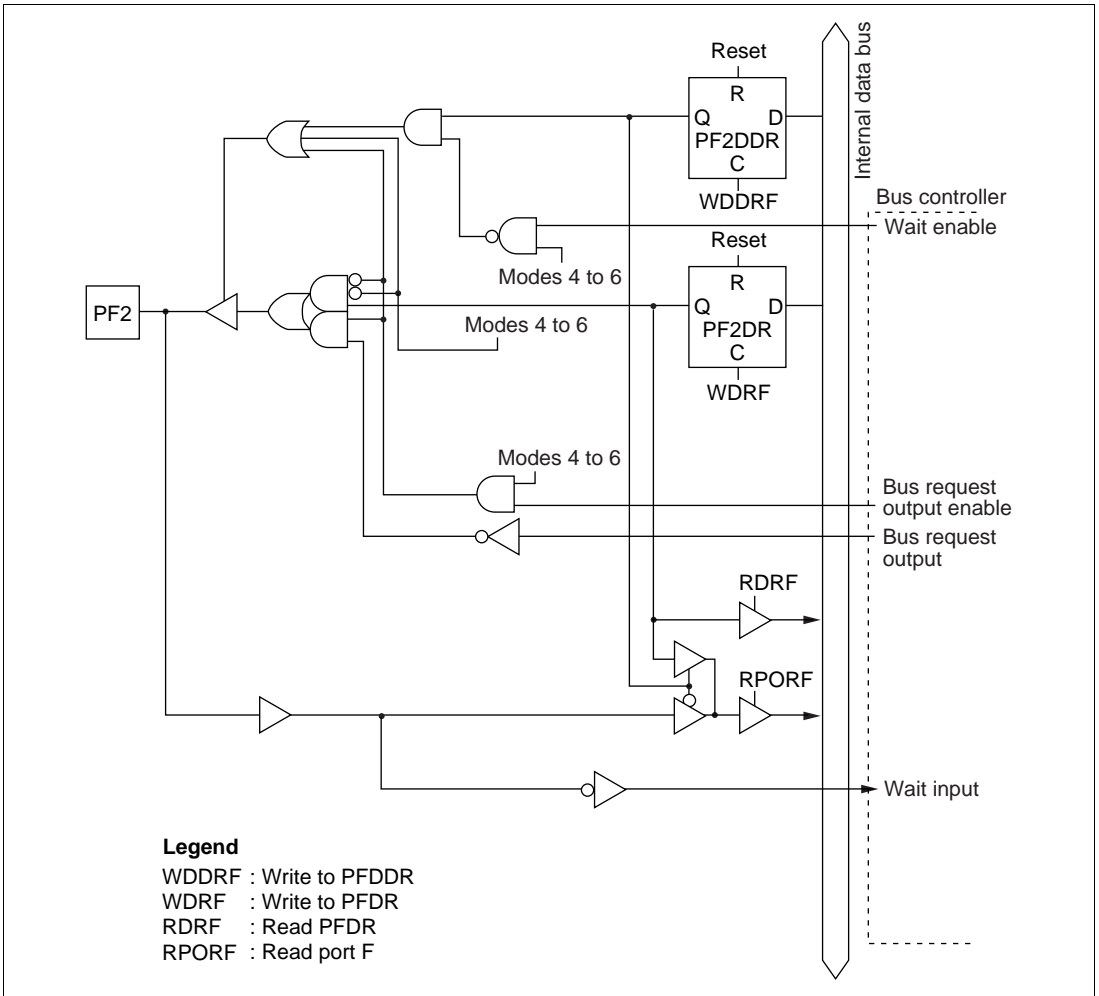 Reset
R
Q D
PF2DDR
C
WDDRF
Internal data bus
Bus controller
Wait enable
Modes 4 to 6
Reset
R
Q D
PF2DR
C
WDRF
PF2
Modes 4 to 6
Modes 4 to 6
Bus request
output enable
Bus request
output
RDRF
RPORF
Wait input
Legend
WDDRF : Write to PFDDR
WDRF : Write to PFDR
RDRF : Read PFDR
RPORF : Read port F